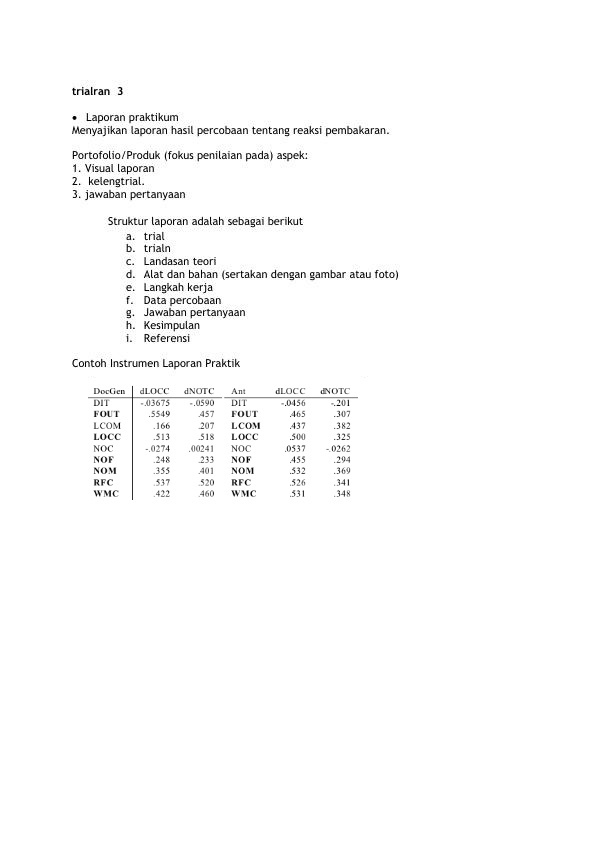 trialran 3
• Laporan praktikum
Menyajikan laporan hasil percobaan tentang reaksi pembakaran.
Portofolio/Produk (fokus penilaian pada) aspek:
1. Visual laporan
2. kelengtrial.
3. jawaban pertanyaan
Struktur laporan adalah sebagai berikut
a. trial
b. trialn
c. Landasan teori
d. Alat dan bahan (sertakan dengan gambar atau foto)
e. Langkah kerja
f. Data percobaan
g. Jawaban pertanyaan
h. Kesimpulan
i. Referensi
Contoh Instrumen Laporan Praktik
DocGen dLOCC dNOTC Ant dLOCC dNOTC
DIT -.03675 -.0590 DIT -.0456 -.201
FOUT .5549 .457 FOUT .465 .307
LCOM .166 .207 LCOM .437 .382
LOCC .513 .518 LOCC .500 .325
NOC -.0274 .00241 NOC .0537 -.0262
NOF .248 .233 NOF .455 .294
NOM .355 .401 NOM .532 .369
RFC .537 .520 RFC .526 .341
WMC .422 .460 WMC .531 .348